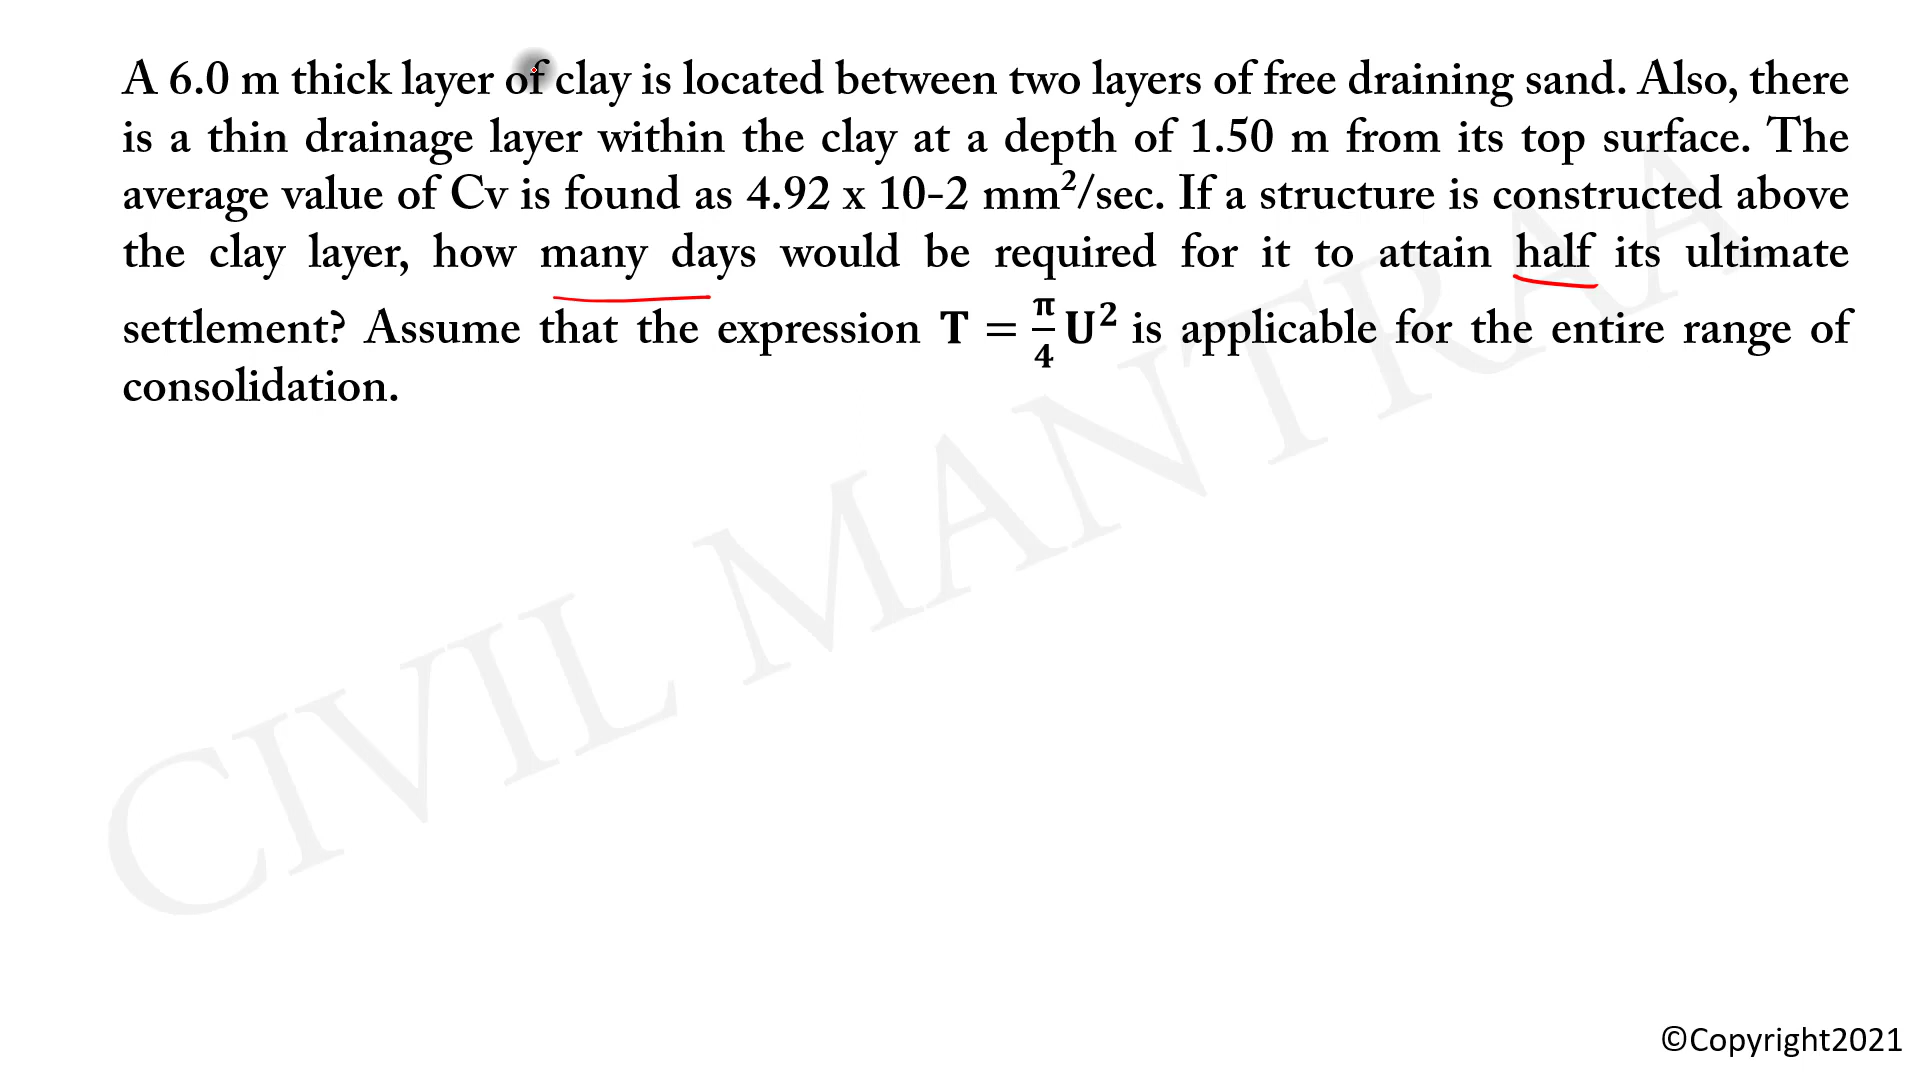 A 6.0 m thick layer of clay is located between two layers of free draining sand. Also, there
is a thin drainage layer within the clay at a depth of 1.50 m from its top surface. The
average value of Cv is found as 4.92 x 10-2 mm²/sec. If a structure is constructed above
the clay layer, how many days would be required for it to attain half its ultimate
settlement? Assume that the expression T = π/4 U² is applicable for the entire range of
consolidation.
CIVIL MANTRAA
©Copyright2021